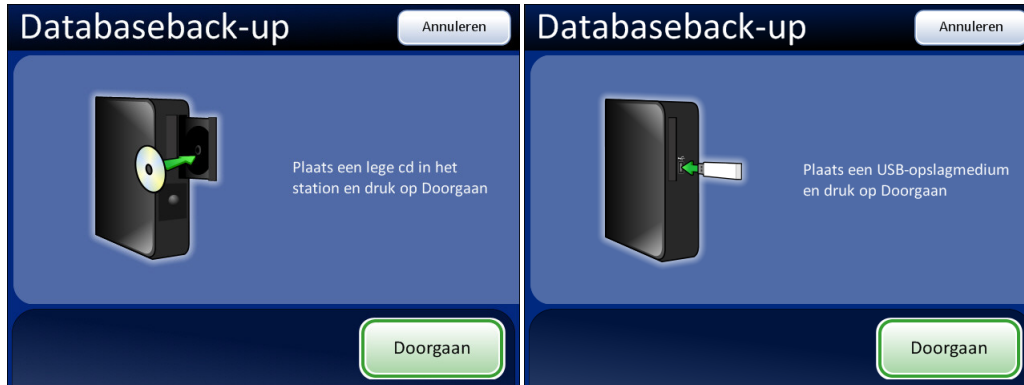 Databaseback-up
Annuleren
Plaats een lege cd in het
station en druk op Doorgaan
Doorgaan
Databaseback-up
Annuleren
Plaats een USB-opslagmedium
en druk op Doorgaan
Doorgaan